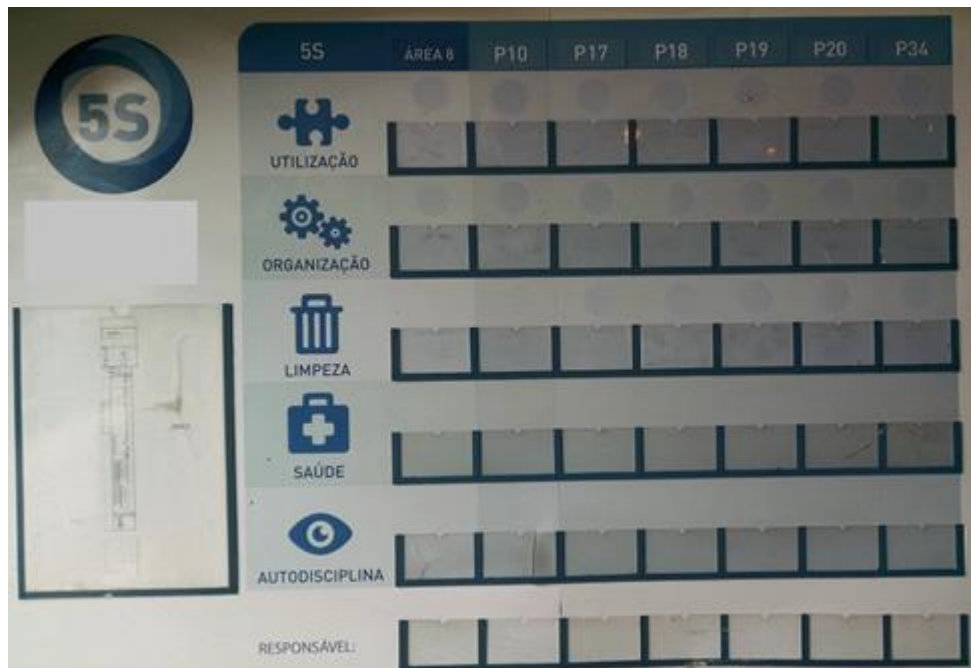 5S
5S ÁREA 8 P10 P17 P18 P19 P20 P34
UTILIZAÇÃO
ORGANIZAÇÃO
LIMPEZA
SAÚDE
AUTODISCIPLINA
RESPONSÁVEL: